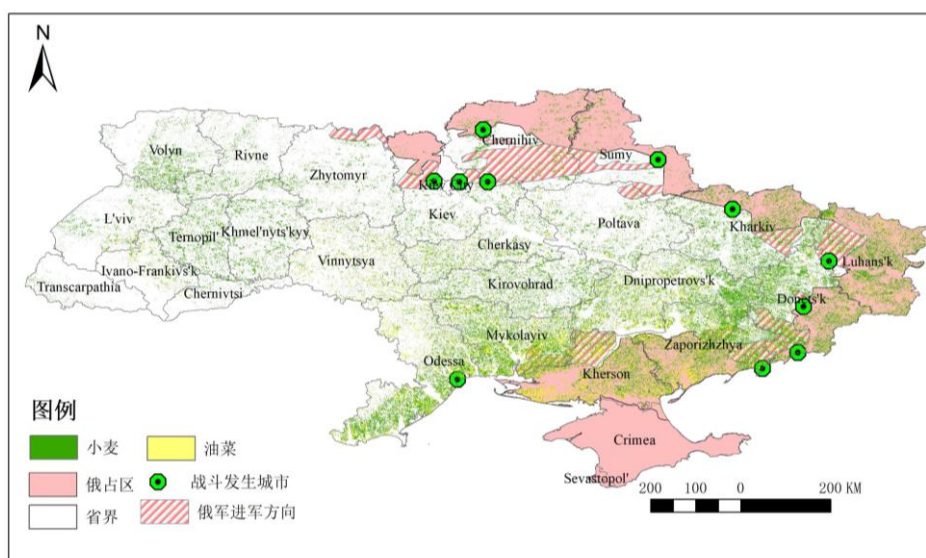 N
Volyn
Rivne
Zhytomyr
Chernihiv
Sumy
Kiev
L'viv
Ternopil'
Khmel'nyts'kyy
Cherkasy
Poltava
Kharkiv
Luhans'k
Ivano-Frankivs'k
Vinnytsya
Transcarpathia
Chernivtsi
Kirovohrad
Dnipropetrovs'k
Donets'k
Mykolayiv
Zaporizhzhya
Odessa
Kherson
Crimea
Sevastopol'
图例
小麦 油菜
俄占区 战斗发生城市
省界 俄军进军方向
200 100 0 200 KM